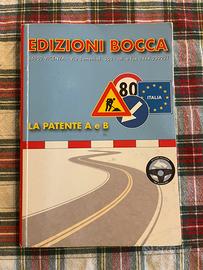 EDIZIONI BOCCA
80
ITALIA
LA PATENTE A e B